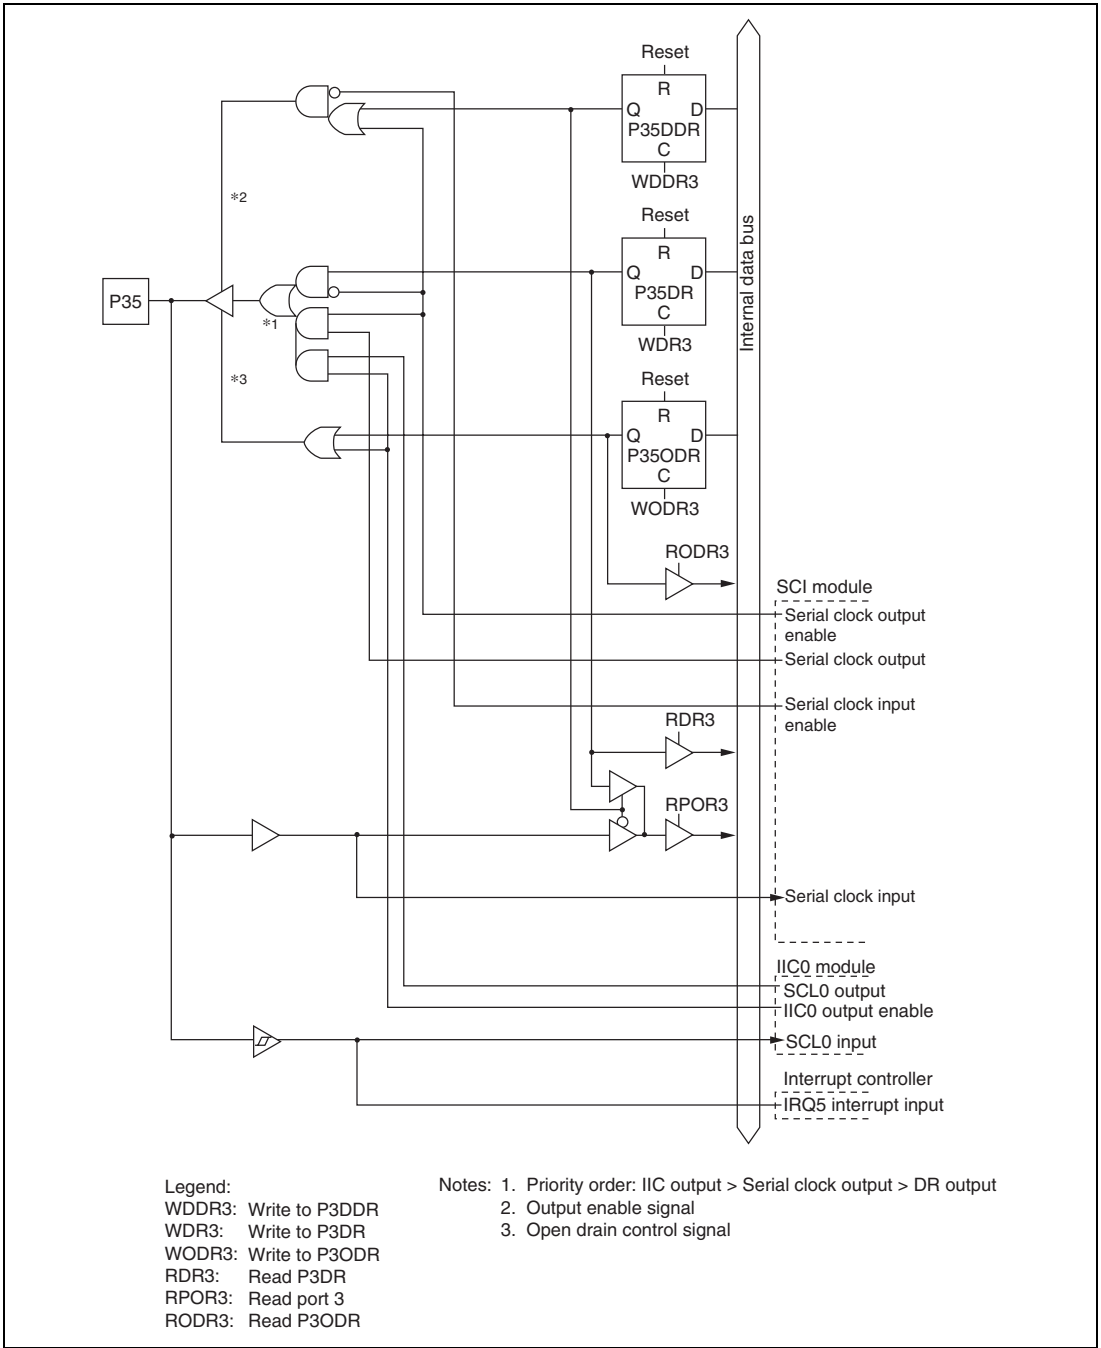 Reset
R
Q D
P35DDR
C
WDDR3
*2
Reset
R
Q D
P35DR
C
WDR3
Internal data bus
P35
*1
*3
Reset
R
Q D
P35ODR
C
WODR3
RODR3
SCI module
Serial clock output
enable
Serial clock output
Serial clock input
enable
RDR3
RPOR3
Serial clock input
IIC0 module
SCL0 output
IIC0 output enable
SCL0 input
Interrupt controller
IRQ5 interrupt input
Legend:
WDDR3: Write to P3DDR
WDR3: Write to P3DR
WODR3: Write to P3ODR
RDR3: Read P3DR
RPOR3: Read port 3
RODR3: Read P3ODR
Notes: 1. Priority order: IIC output > Serial clock output > DR output
2. Output enable signal
3. Open drain control signal